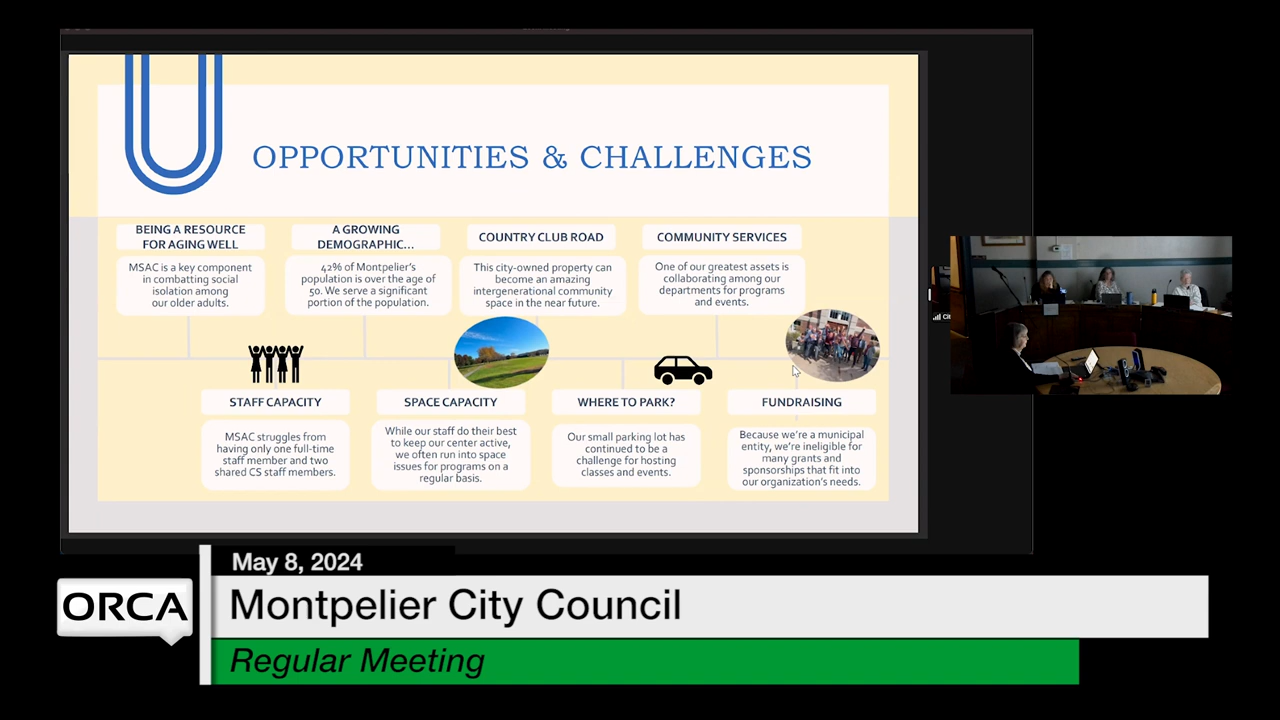 OPPORTUNITIES & CHALLENGES
BEING A RESOURCE
FOR AGING WELL
MSAC is a key component
in combatting social
isolation among
our older adults.
A GROWING
DEMOGRAPHIC...
42% of Montpelier's
population is over the age of
50. We serve a significant
portion of the population.
COUNTRY CLUB ROAD
This city-owned property can
become an amazing
intergenerational community
space in the near future.
COMMUNITY SERVICES
One of our greatest assets is
collaborating among our
departments for programs
and events.
STAFF CAPACITY
MSAC struggles from
having only one full-time
staff member and two
shared CS staff members.
SPACE CAPACITY
While our staff do their best
to keep our center active,
we often run into space
issues for programs on a
regular basis.
WHERE TO PARK?
Our small parking lot has
continued to be a
challenge for hosting
classes and events.
FUNDRAISING
Because we're a municipal
entity, we're ineligible for
many grants and
sponsorships that fit into
our organization's needs.
May 8, 2024
ORCA
Montpelier City Council
Regular Meeting